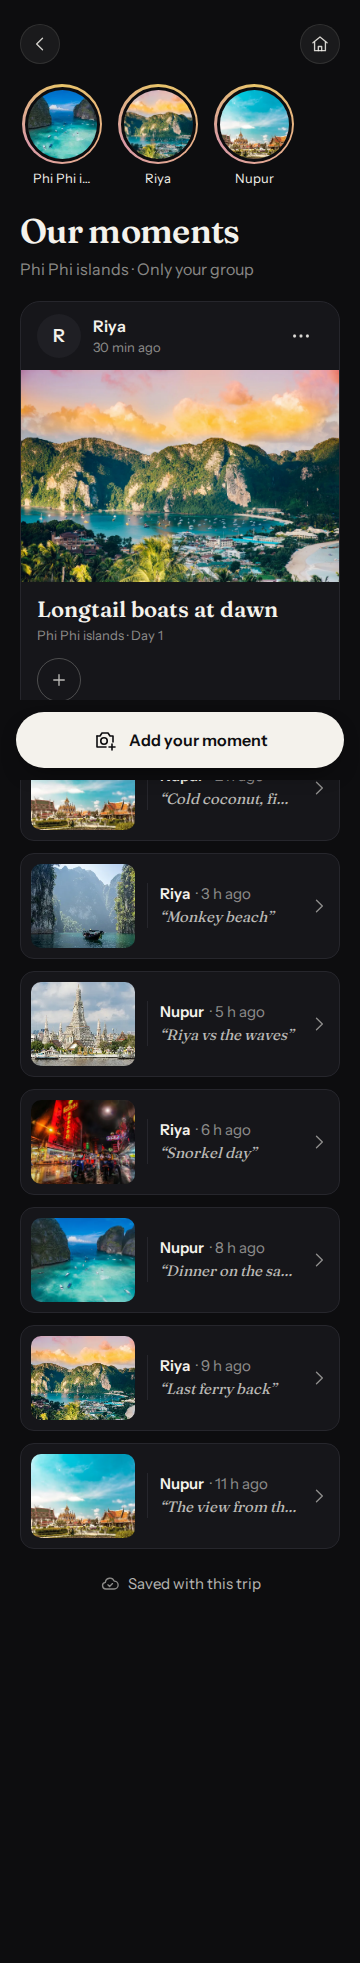 Phi Phi i...
Riya
Nupur
Our moments
Phi Phi islands · Only your group
R
Riya
30 min ago
Longtail boats at dawn
Phi Phi islands · Day 1
Add your moment
“Cold coconut, fi...
Riya · 3 h ago
“Monkey beach”
Nupur · 5 h ago
“Riya vs the waves”
Riya · 6 h ago
“Snorkel day”
Nupur · 8 h ago
“Dinner on the sa...
Riya · 9 h ago
“Last ferry back”
Nupur · 11 h ago
“The view from th...
Saved with this trip